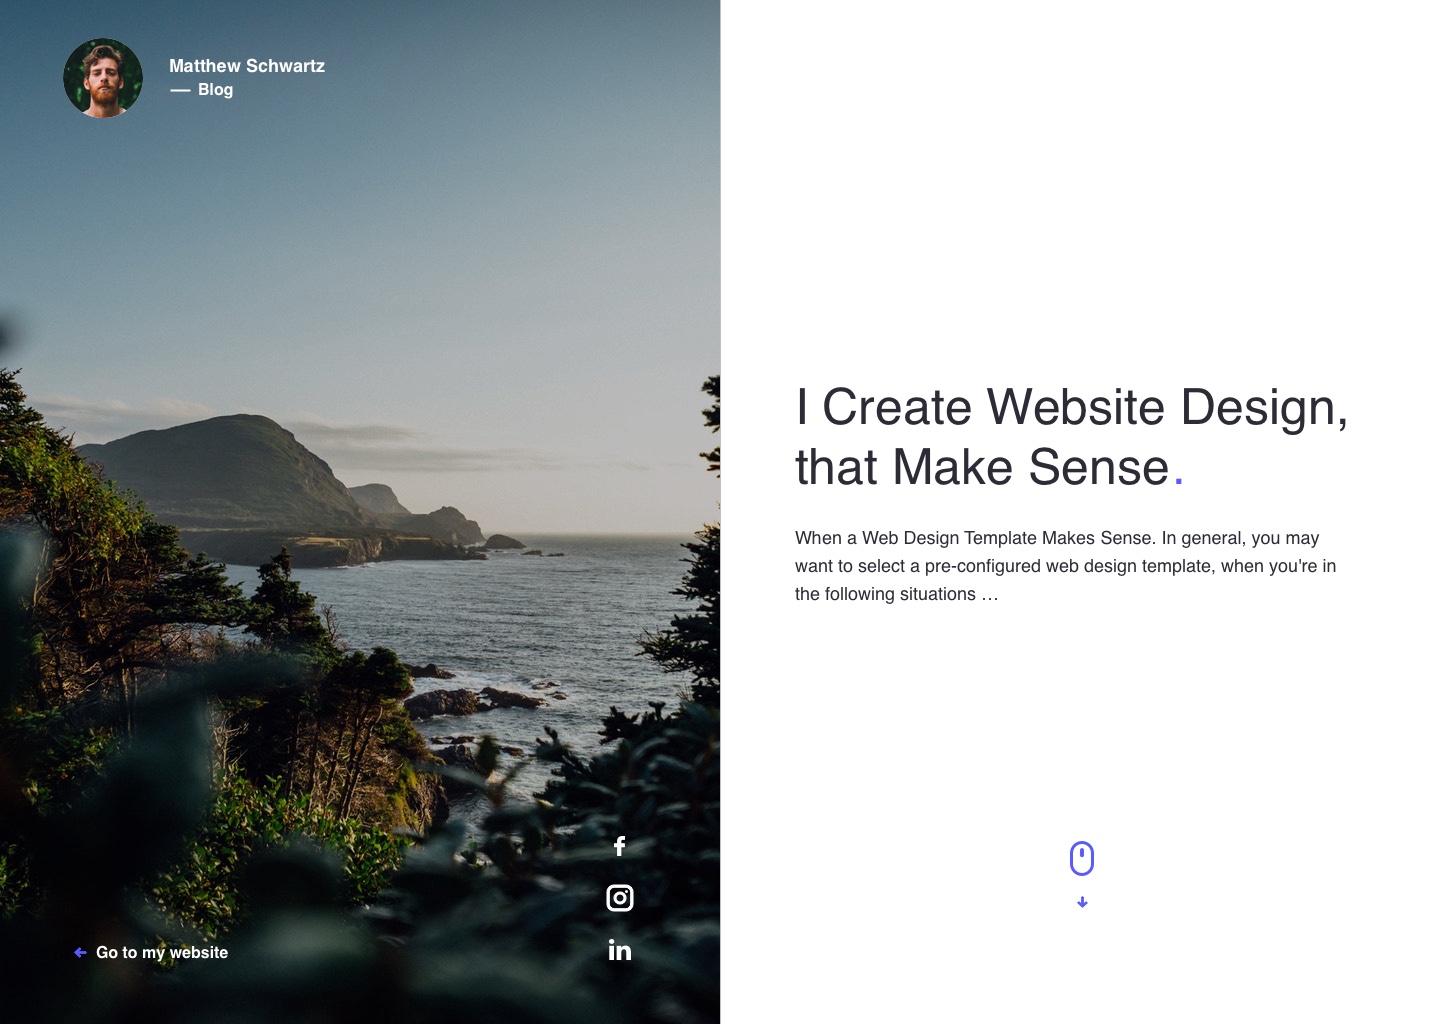 Matthew Schwartz
— Blog
I Create Website Design,
that Make Sense.
When a Web Design Template Makes Sense. In general, you may
want to select a pre-configured web design template, when you're in
the following situations …
Go to my website